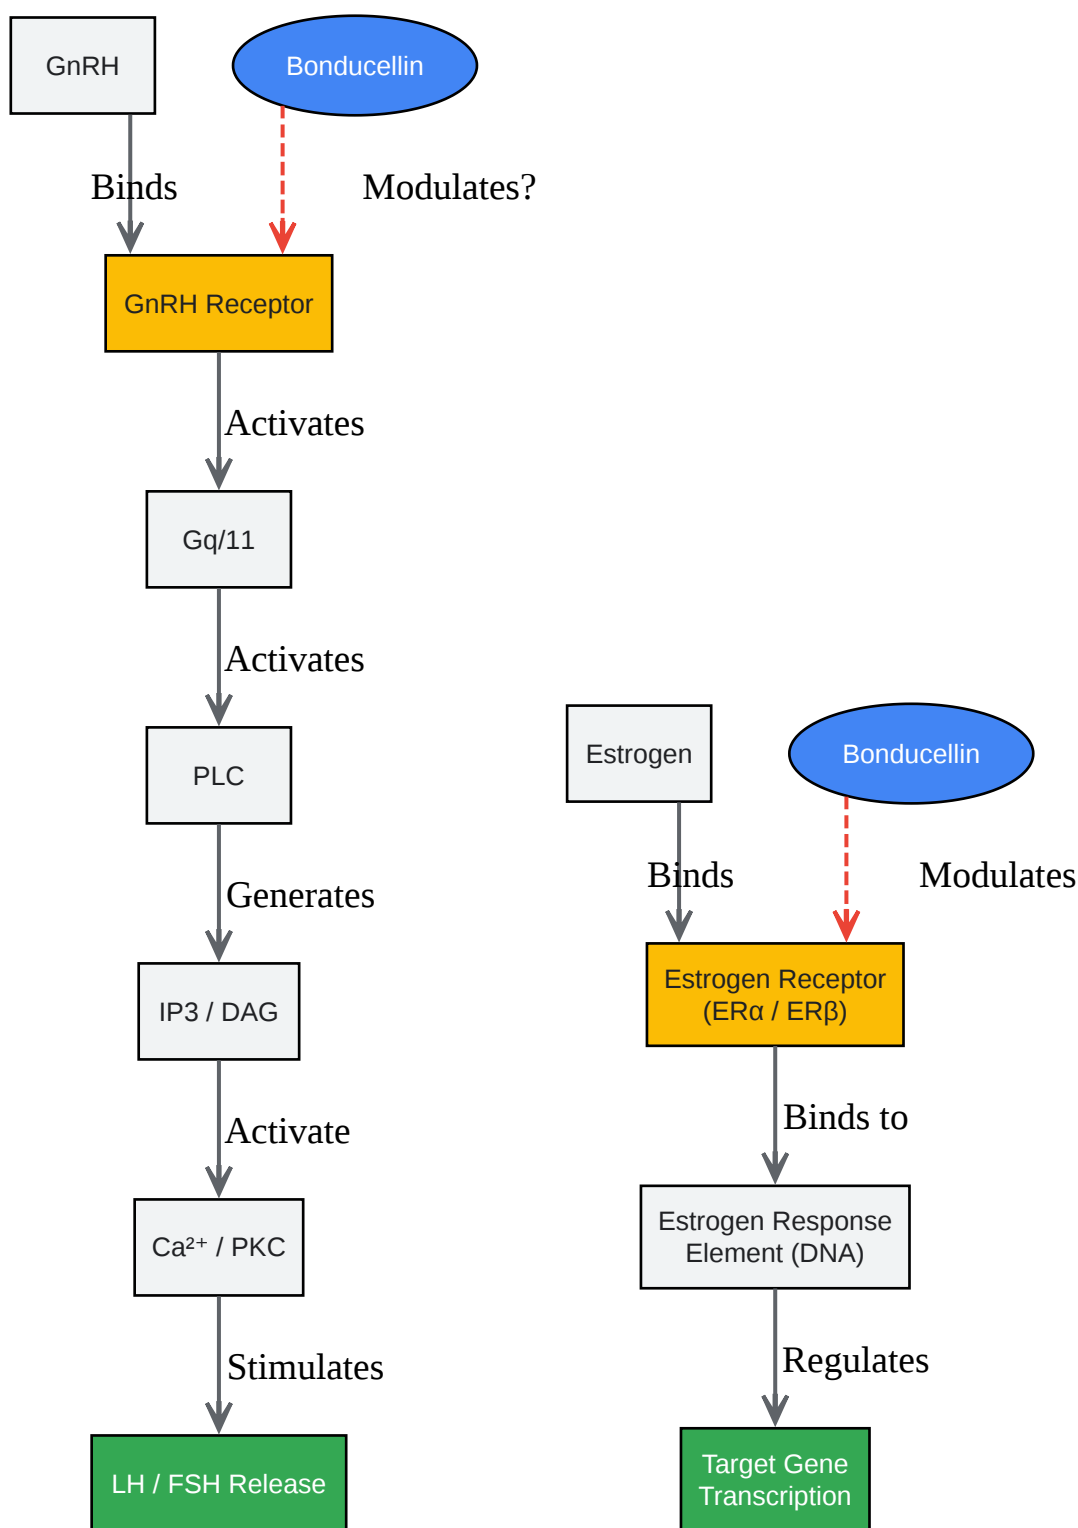 GnRH
Bonducellin
Binds
Modulates?
GnRH Receptor
Activates
Gq/11
Activates
PLC
Generates
IP3 / DAG
Activate
Ca²⁺ / PKC
Stimulates
LH / FSH Release
Estrogen
Bonducellin
Binds
Modulates
Estrogen Receptor
(ERα / ERβ)
Binds to
Estrogen Response
Element (DNA)
Regulates
Target Gene
Transcription